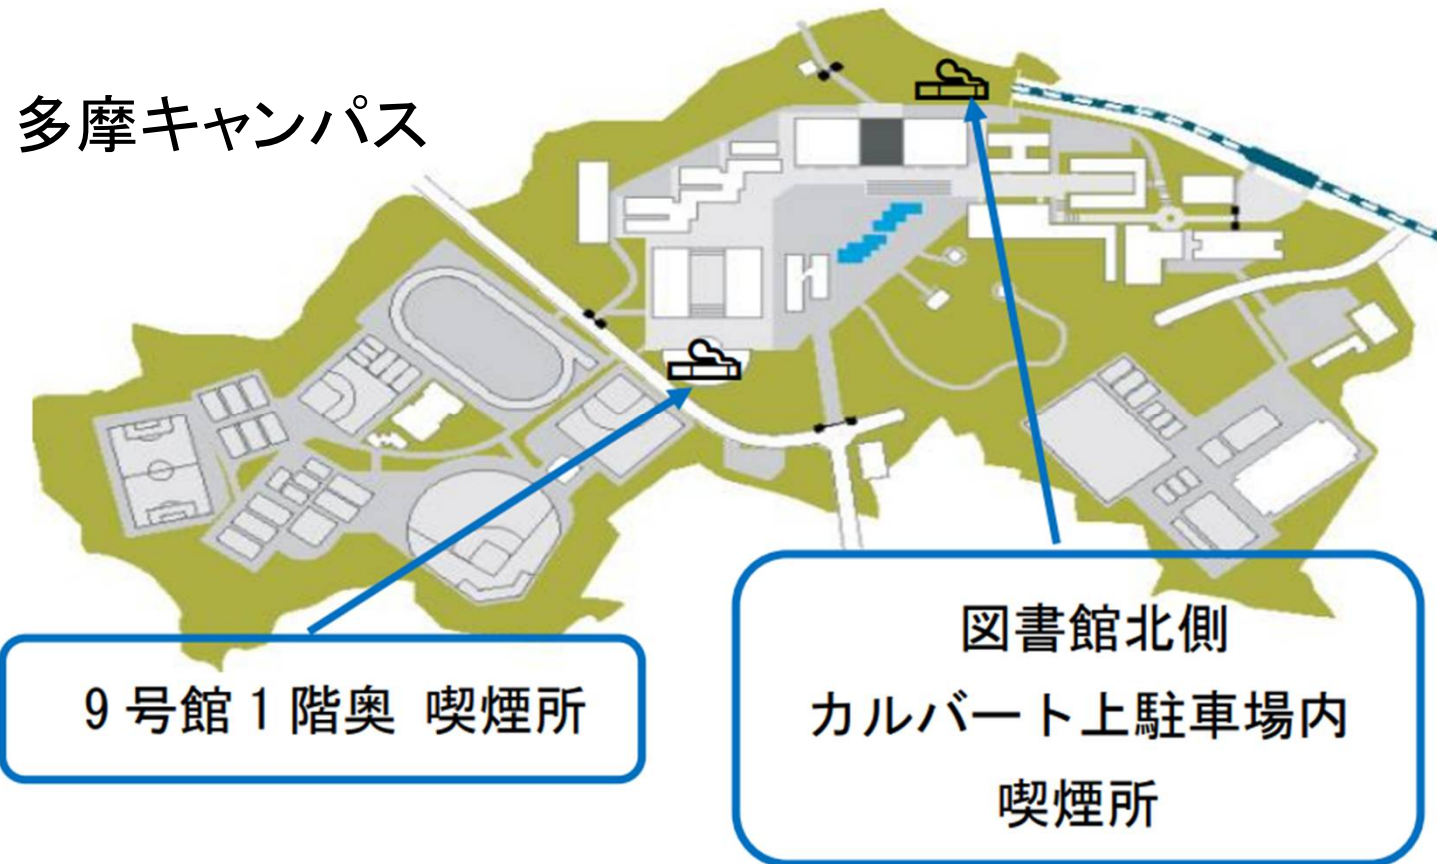 多摩キャンパス
9号館1階奥 喫煙所
図書館北側
カルバート上駐車場内
喫煙所